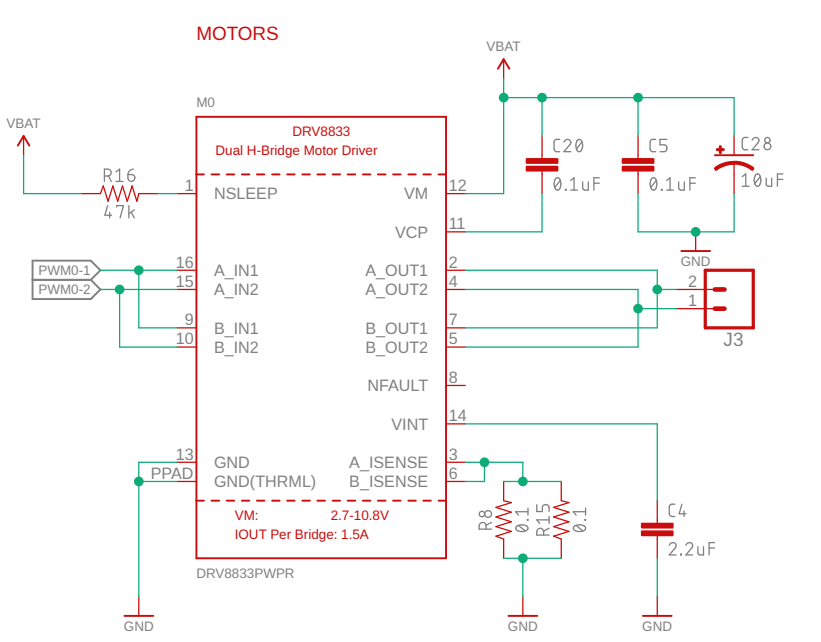 MOTORS
VBAT
M0
VBAT
DRV8833
Dual H-Bridge Motor Driver
R16
47k
1
NSLEEP
VM
12
C20
0.1uF
C5
0.1uF
C28
10uF
VCP
11
GND
PWM0-1
PWM0-2
16
A_IN1
A_OUT1
2
15
A_IN2
A_OUT2
4
2
1
J3
9
B_IN1
B_OUT1
7
10
B_IN2
B_OUT2
5
NFAULT
8
VINT
14
13
GND
A_ISENSE
3
PPAD
GND(THRML)
B_ISENSE
6
R8
0.1
R15
0.1
C4
2.2uF
VM: 2.7-10.8V
IOUT Per Bridge: 1.5A
DRV8833PWPR
GND
GND
GND